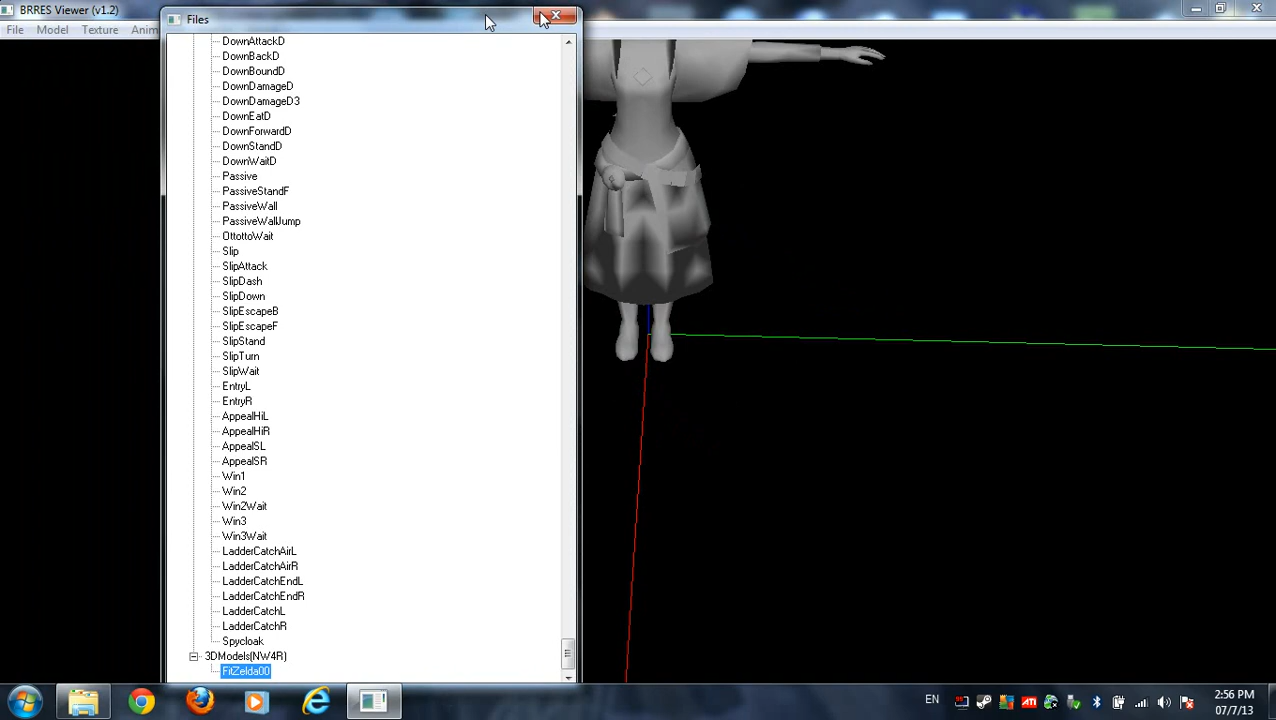 BRRES Viewer (v1.2)
File Model Texture Anim
Files
DownAttackD
DownBackD
DownBoundD
DownDamageD
DownDamageD3
DownEatD
DownForwardD
DownStandD
DownWaitD
Passive
PassiveStandF
PassiveWall
PassiveWallJump
OttottoWait
Slip
SlipAttack
SlipDash
SlipDown
SlipEscapeB
SlipEscapeF
SlipStand
SlipTurn
SlipWait
EntryL
EntryR
AppealHiL
AppealHiR
AppealSL
AppealSR
Win1
Win2
Win2Wait
Win3
Win3Wait
LadderCatchAirL
LadderCatchAirR
LadderCatchEndL
LadderCatchEndR
LadderCatchL
LadderCatchR
Spycloak
3DModels(NW4R)
FitZelda00
EN
ATI
2:56 PM
07/7/13